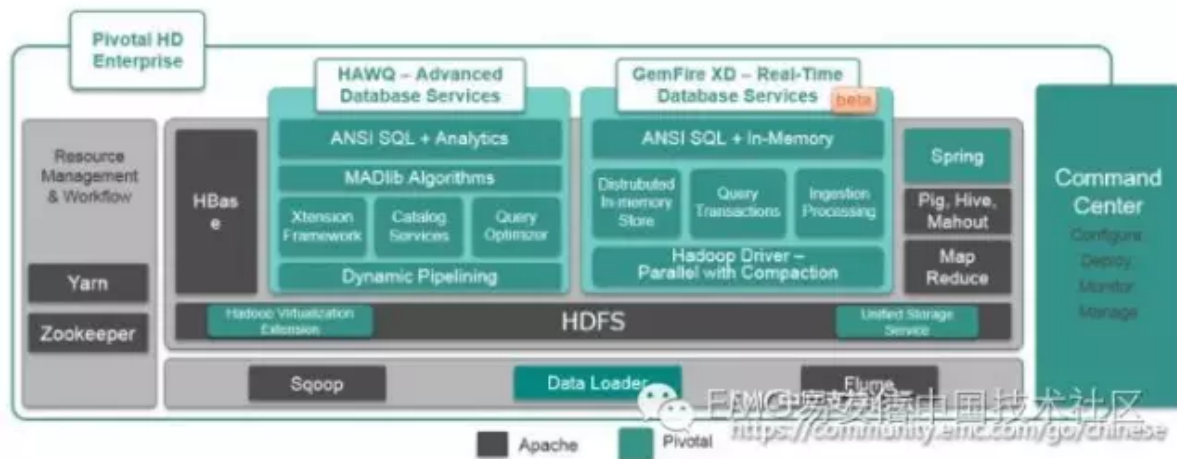 Pivotal HD
Enterprise
HAWQ – Advanced
Database Services
GemFire XD – Real-Time
Database Services
beta
Resource
Management
& Workflow
Yarn
Zookeeper
HBas
e
ANSI SQL + Analytics
MADlib Algorithms
Xtension
Framework
Catalog
Services
Query
Optimizer
Dynamic Pipelining
ANSI SQL + In-Memory
Distrubuted
In-memory
Store
Query
Transactions
Ingestion
Processing
Hadoop Driver –
Parallel with Compaction
Spring
Pig, Hive,
Mahout
Map
Reduce
Command
Center
Configure
Deploy
Monitor
Manage
Hadoop Virtualization
Extension
HDFS
Unified Storage
Service
Sqoop
Data Loader
Flume
EMC易安信中国技术社区
https://community.emc.com/go/chinese
Apache
Pivotal